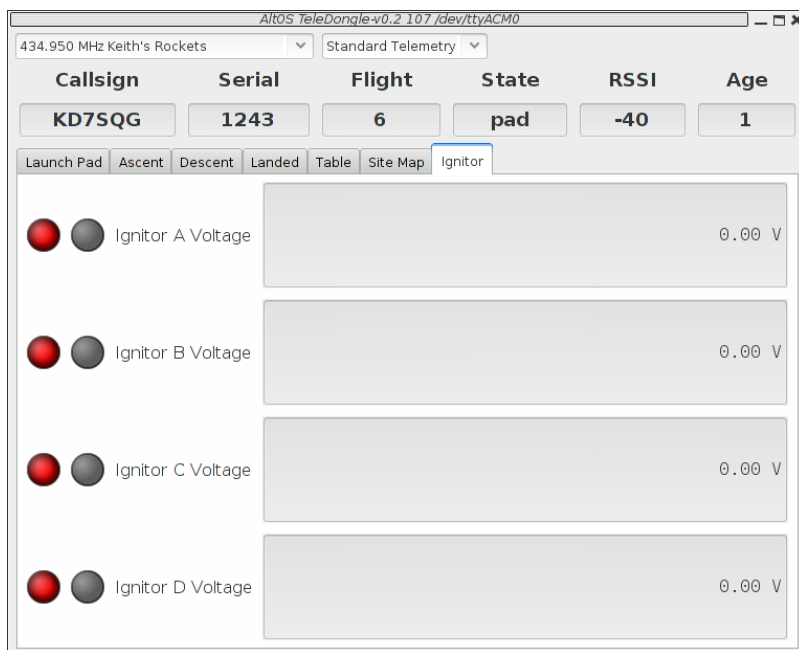 AltOS TeleDongle-v0.2 107 /dev/ttyACM0
434.950 MHz Keith's Rockets Standard Telemetry
Callsign Serial Flight State RSSI Age
KD7SQG 1243 6 pad -40 1
Launch Pad Ascent Descent Landed Table Site Map Ignitor
Ignitor A Voltage 0.00 V
Ignitor B Voltage 0.00 V
Ignitor C Voltage 0.00 V
Ignitor D Voltage 0.00 V